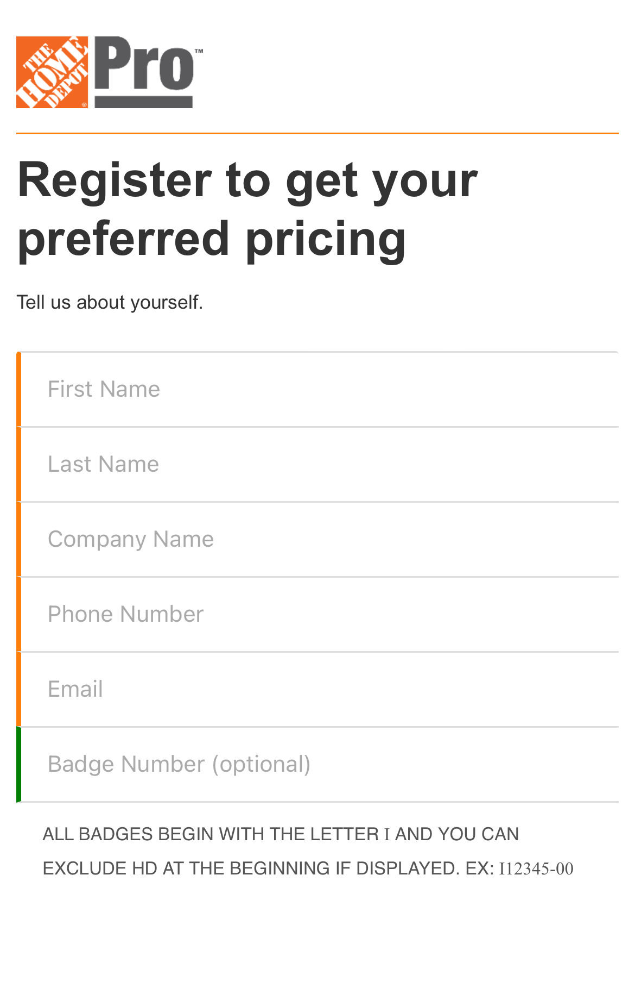 THE
HOME
DEPOT
®
Pro™
Register to get your
preferred pricing
Tell us about yourself.
First Name
Last Name
Company Name
Phone Number
Email
Badge Number (optional)
ALL BADGES BEGIN WITH THE LETTER I AND YOU CAN
EXCLUDE HD AT THE BEGINNING IF DISPLAYED. EX: I12345-00